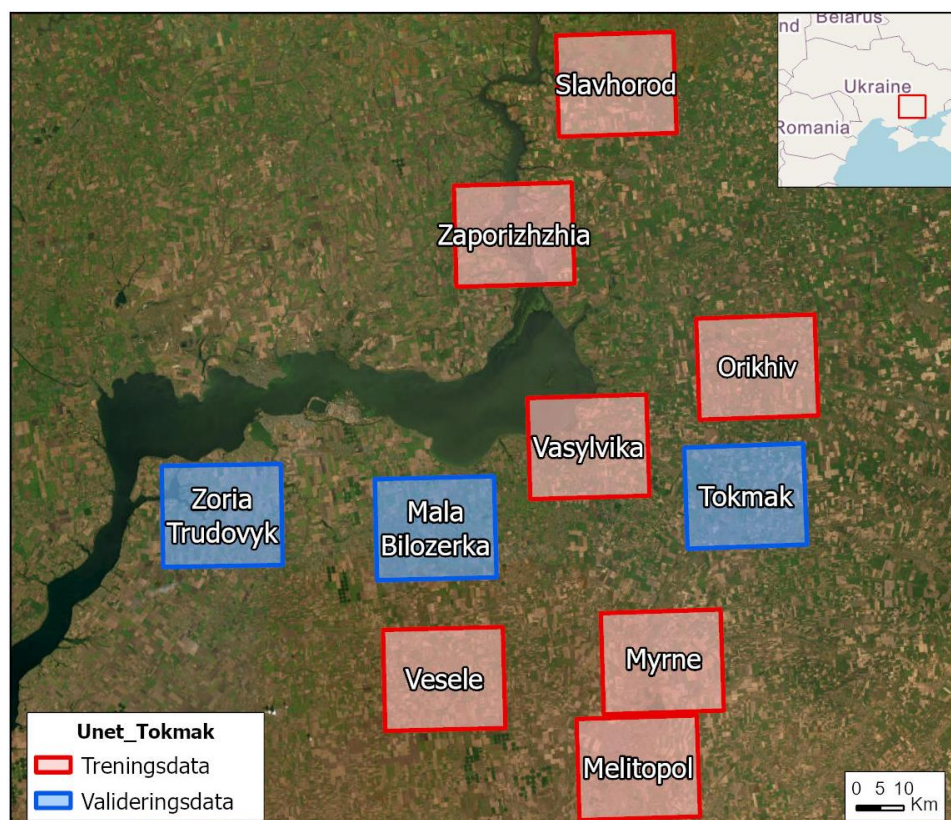 Belarus
nd
Ukraine
Romania
Slavhorod
Zaporizhzhia
Orikhiv
Vasylvika
Zoria
Trudovyk
Mala
Bilozerka
Tokmak
Vesele
Myrne
Melitopol
Unet_Tokmak
Treningsdata
Valideringsdata
0 5 10
Km